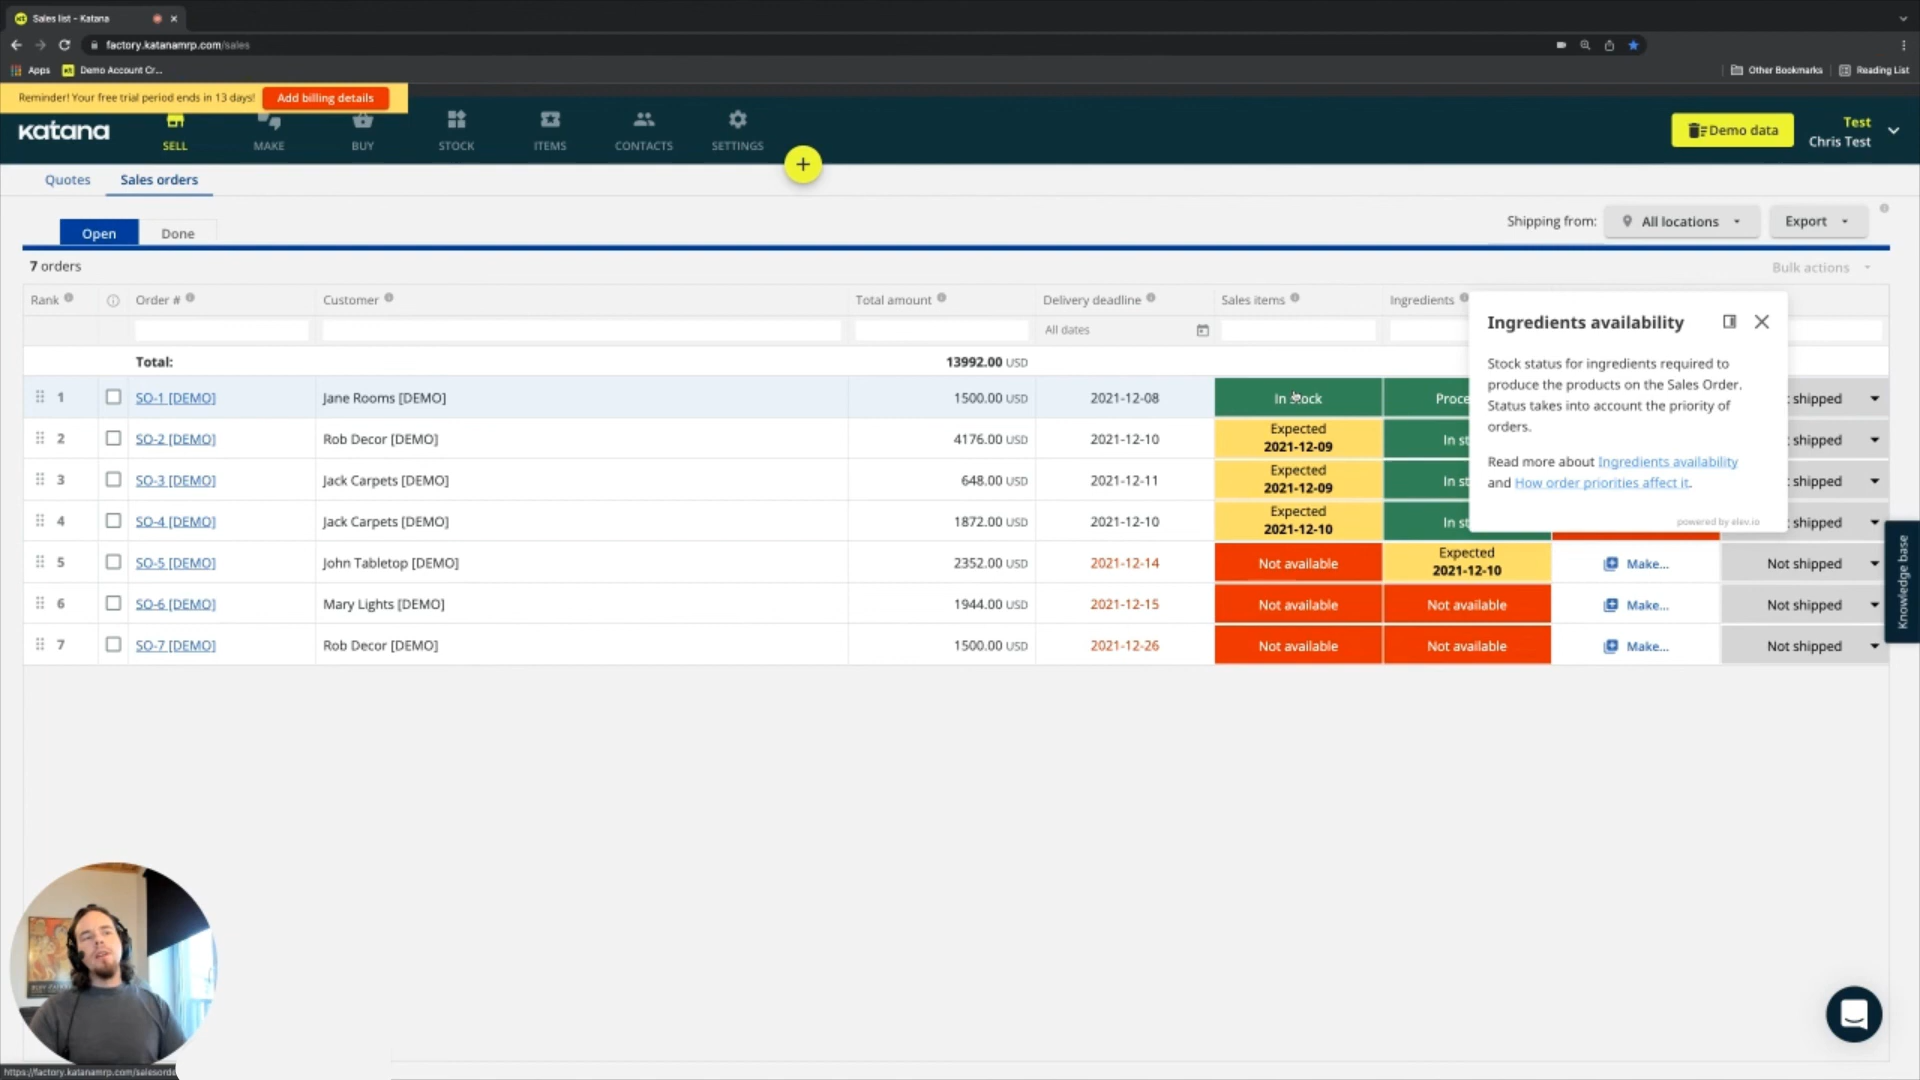 Sales list - Katana
factory.katanamrp.com/sales
Apps Demo Account Cr... Other Bookmarks Reading List
Reminder! Your free trial period ends in 13 days! Add billing details
katana SELL MAKE BUY STOCK ITEMS CONTACTS SETTINGS + Demo data Test
Chris Test
Quotes Sales orders
Open Done Shipping from: All locations Export
7 orders Bulk actions
Rank Order # Customer Total amount Delivery deadline Sales items Ingredients
All dates
Total: 13992.00 USD
1 SO-1 [DEMO] Jane Rooms [DEMO] 1500.00 USD 2021-12-08 In stock Proce shipped
2 SO-2 [DEMO] Rob Decor [DEMO] 4176.00 USD 2021-12-10 Expected 2021-12-09 In st shipped
3 SO-3 [DEMO] Jack Carpets [DEMO] 648.00 USD 2021-12-11 Expected 2021-12-09 In st shipped
4 SO-4 [DEMO] Jack Carpets [DEMO] 1872.00 USD 2021-12-10 Expected 2021-12-10 In st shipped
5 SO-5 [DEMO] John Tabletop [DEMO] 2352.00 USD 2021-12-14 Not available Expected 2021-12-10 Make... Not shipped
6 SO-6 [DEMO] Mary Lights [DEMO] 1944.00 USD 2021-12-15 Not available Not available Make... Not shipped
7 SO-7 [DEMO] Rob Decor [DEMO] 1500.00 USD 2021-12-26 Not available Not available Make... Not shipped
Ingredients availability
Stock status for ingredients required to
produce the products on the Sales Order.
Status takes into account the priority of
orders.
Read more about Ingredients availability
and How order priorities affect it.
powered by elev.io
Knowledge base
https://factory.katanamrp.com/salesorde